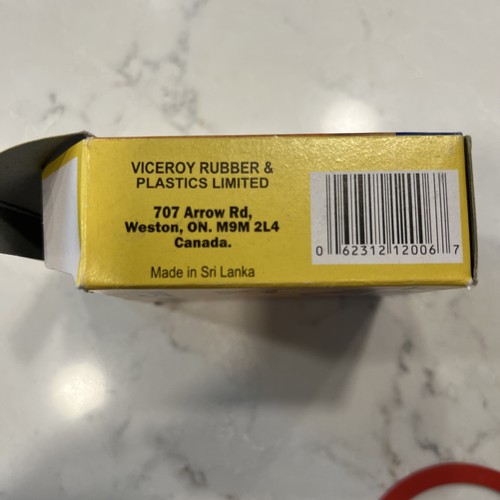 VICEROY RUBBER &
PLASTICS LIMITED
707 Arrow Rd,
Weston, ON. M9M 2L4
Canada.
Made in Sri Lanka
0 62312 12006 7